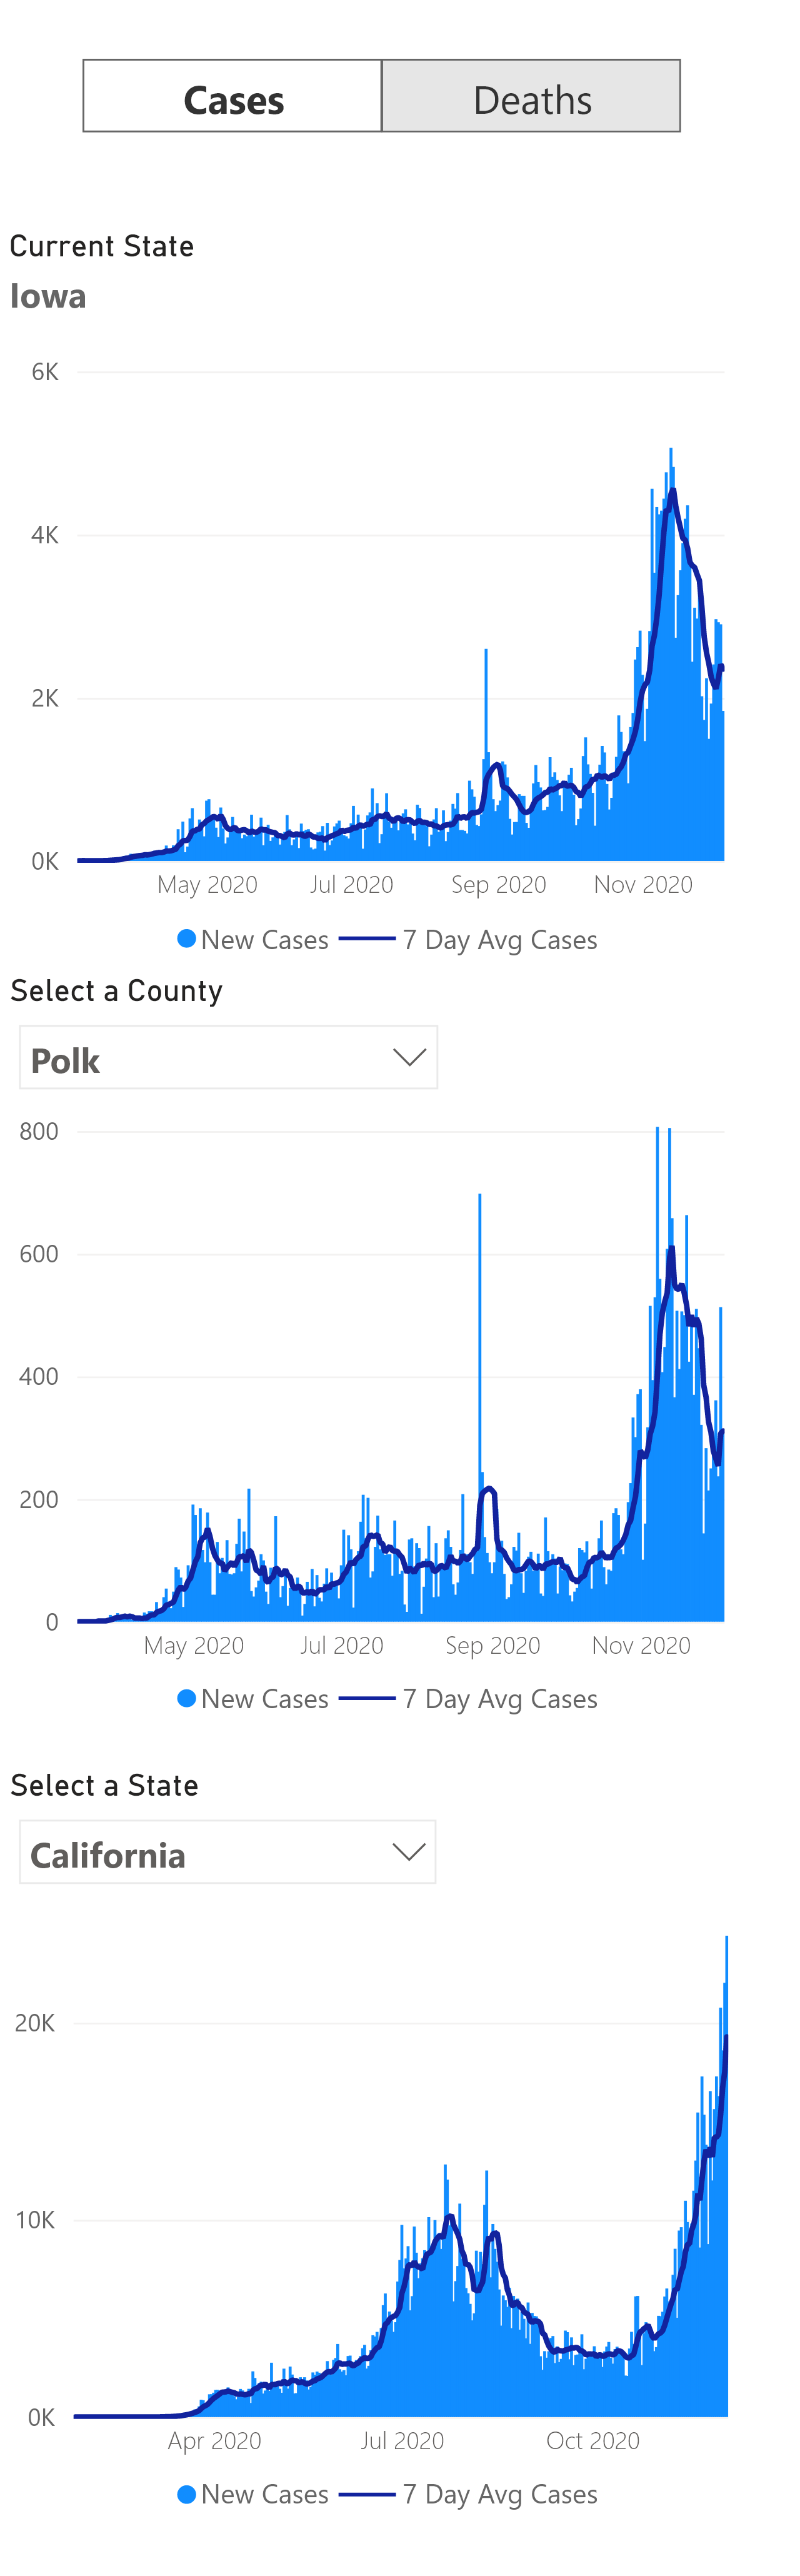 Cases Deaths
Current State
Iowa
6K
4K
2K
0K
May 2020 Jul 2020 Sep 2020 Nov 2020
New Cases 7 Day Avg Cases
Select a County
Polk
800
600
400
200
0
May 2020 Jul 2020 Sep 2020 Nov 2020
New Cases 7 Day Avg Cases
Select a State
California
20K
10K
0K
Apr 2020 Jul 2020 Oct 2020
New Cases 7 Day Avg Cases